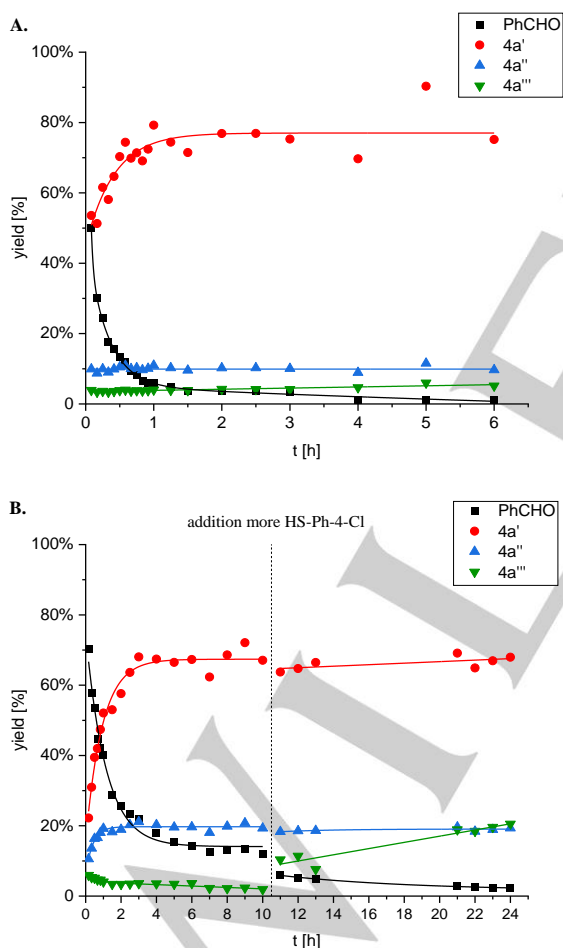 A.
PhCHO
4a'
4a''
4a'''
100%
80%
60%
40%
20%
0
yield [%]
0 1 2 3 4 5 6
t [h]
B.
addition more HS-Ph-4-Cl
PhCHO
4a'
4a''
4a'''
100%
80%
60%
40%
20%
0
yield [%]
0 2 4 6 8 10 12 14 16 18 20 22 24
t [h]